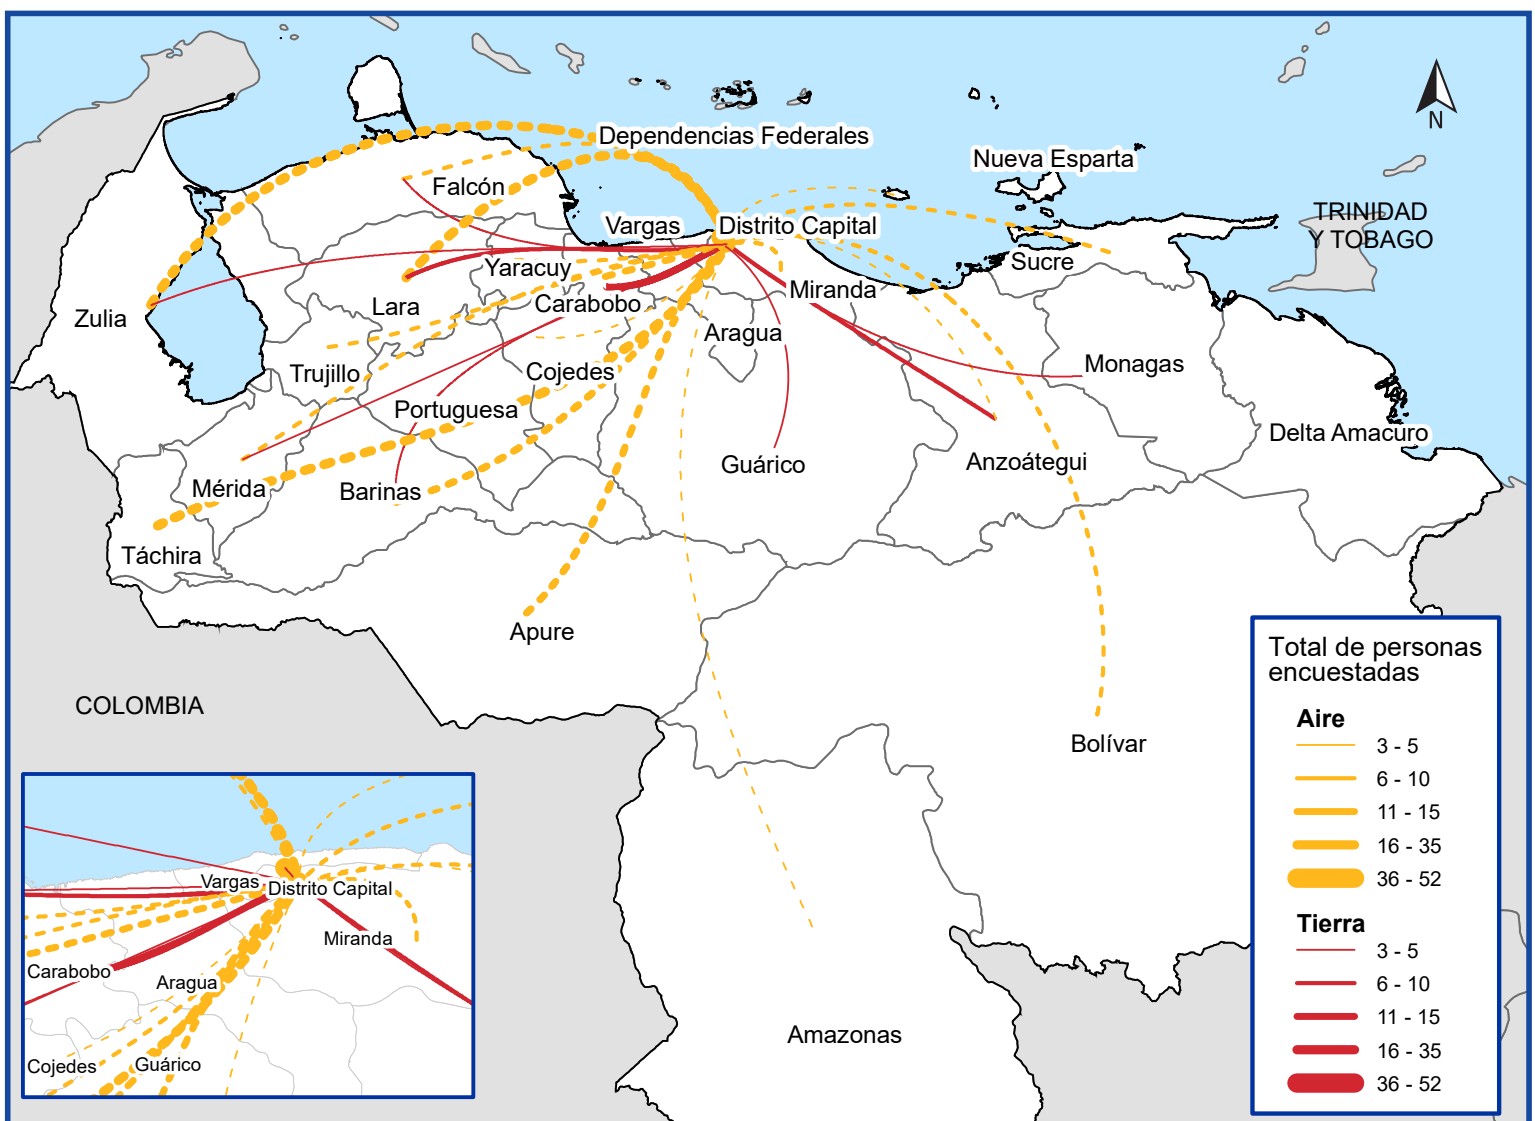 Dependencias Federales
Nueva Esparta
Falcón
TRINIDAD
Y TOBAGO
Vargas
Distrito Capital
Sucre
Yaracuy
Miranda
Carabobo
Lara
Zulia
Aragua
Monagas
Trujillo
Cojedes
Portuguesa
Delta Amacuro
Guárico
Anzoátegui
Mérida
Barinas
Táchira
Apure
COLOMBIA
Bolívar
Amazonas
N
Vargas
Distrito Capital
Miranda
Carabobo
Aragua
Cojedes
Guárico
Total de personas
encuestadas
Aire
3 - 5
6 - 10
11 - 15
16 - 35
36 - 52
Tierra
3 - 5
6 - 10
11 - 15
16 - 35
36 - 52